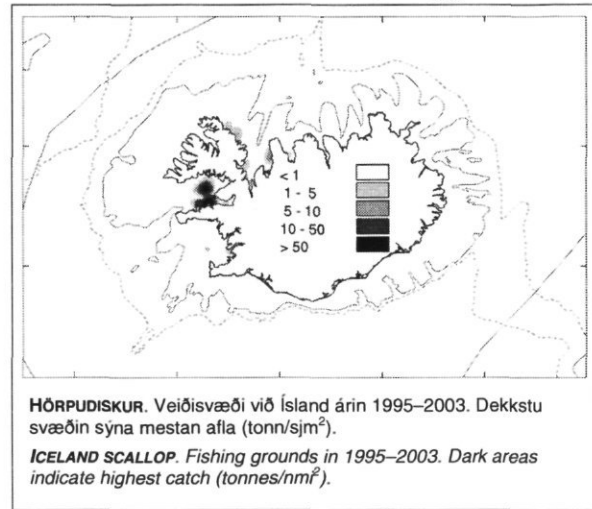 < 1
1 - 5
5 - 10
10 - 50
> 50
HÖRPUDISKUR. Veiðisvæði við Ísland árin 1995–2003. Dekkstu
svæðin sýna mestan afla (tonn/sjm²).
ICELAND SCALLOP. Fishing grounds in 1995–2003. Dark areas
indicate highest catch (tonnes/nmi²).